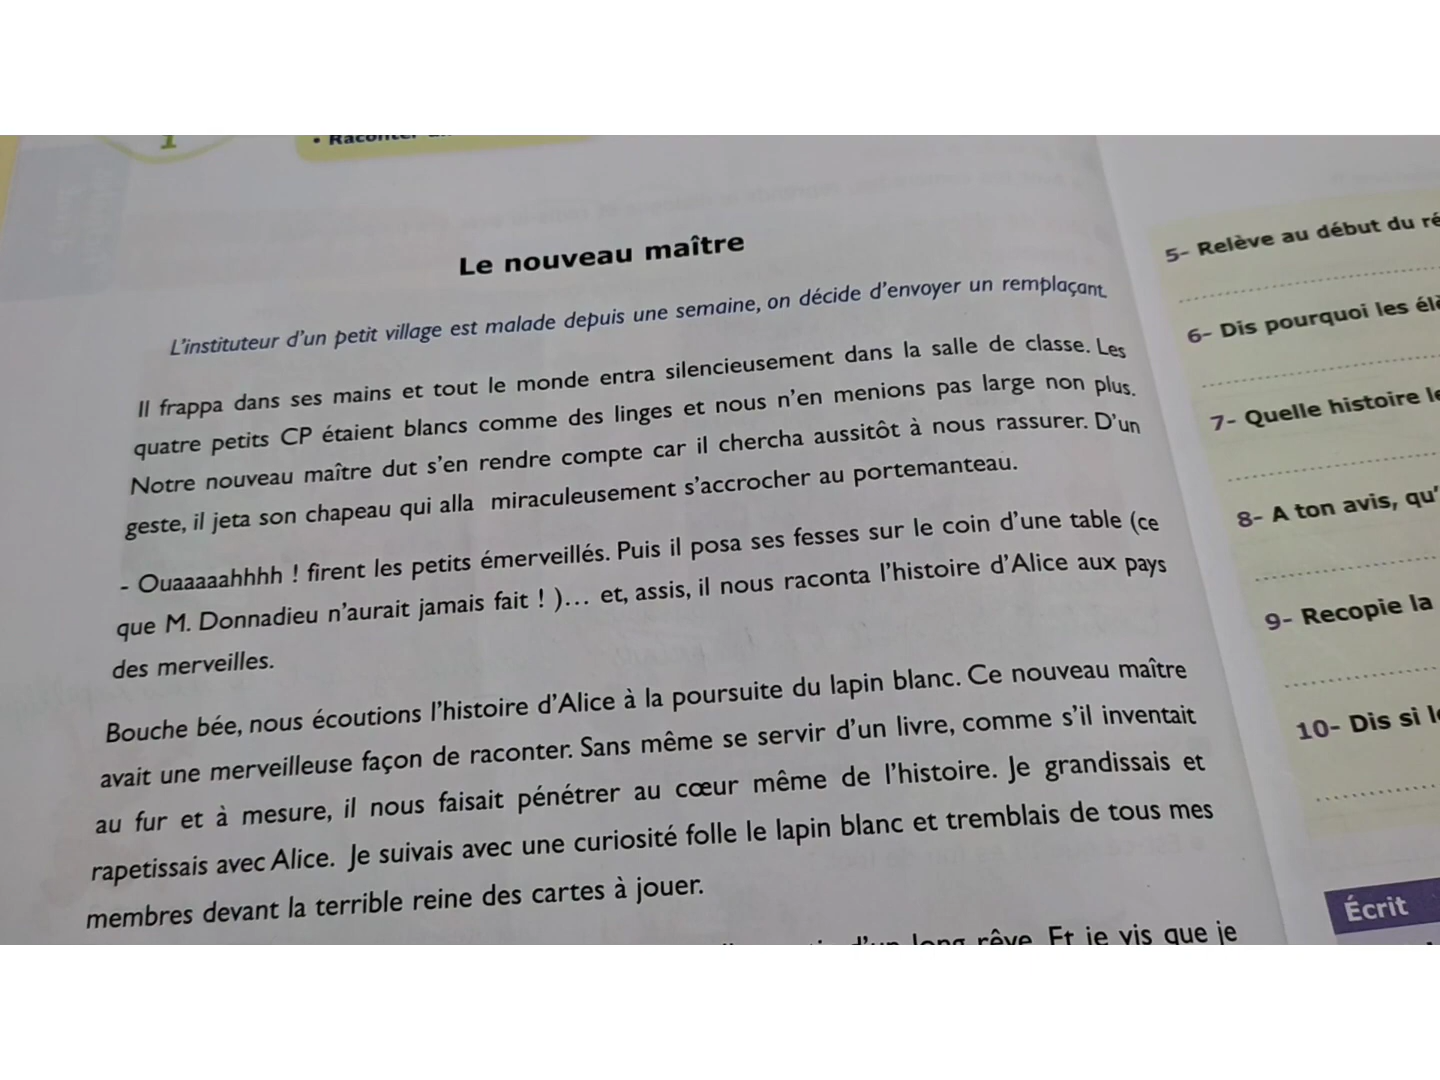 1
• Raconter
Le nouveau maître
L'instituteur d'un petit village est malade depuis une semaine, on décide d'envoyer un remplaçant.
Il frappa dans ses mains et tout le monde entra silencieusement dans la salle de classe. Les
quatre petits CP étaient blancs comme des linges et nous n'en menions pas large non plus.
Notre nouveau maître dut s'en rendre compte car il chercha aussitôt à nous rassurer. D'un
geste, il jeta son chapeau qui alla miraculeusement s'accrocher au portemanteau.
- Ouaaaaahhhh ! firent les petits émerveillés. Puis il posa ses fesses sur le coin d'une table (ce
que M. Donnadieu n'aurait jamais fait ! )... et, assis, il nous raconta l'histoire d'Alice aux pays
des merveilles.
Bouche bée, nous écoutions l'histoire d'Alice à la poursuite du lapin blanc. Ce nouveau maître
avait une merveilleuse façon de raconter. Sans même se servir d'un livre, comme s'il inventait
au fur et à mesure, il nous faisait pénétrer au cœur même de l'histoire. Je grandissais et
rapetissais avec Alice. Je suivais avec une curiosité folle le lapin blanc et tremblais de tous mes
membres devant la terrible reine des cartes à jouer.
d'un long rêve. Et je vis que je
5- Relève au début du
6- Dis pourquoi les
7- Quelle histoire
8- A ton avis, qu'
9- Recopie la
10- Dis si
Écrit